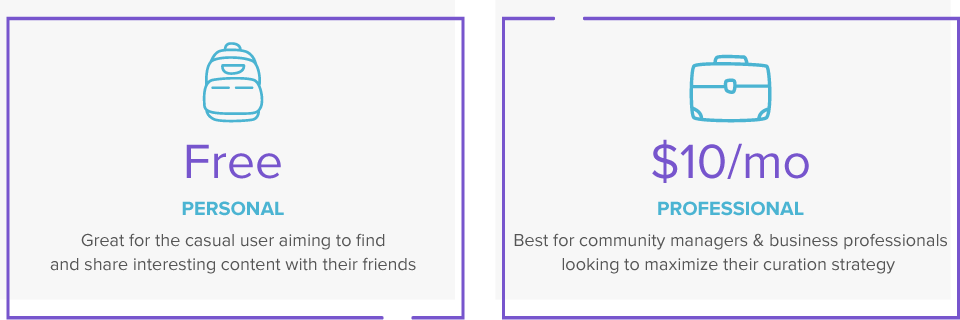 Free
PERSONAL
Great for the casual user aiming to find
and share interesting content with their friends
$10/mo
PROFESSIONAL
Best for community managers & business professionals
looking to maximize their curation strategy